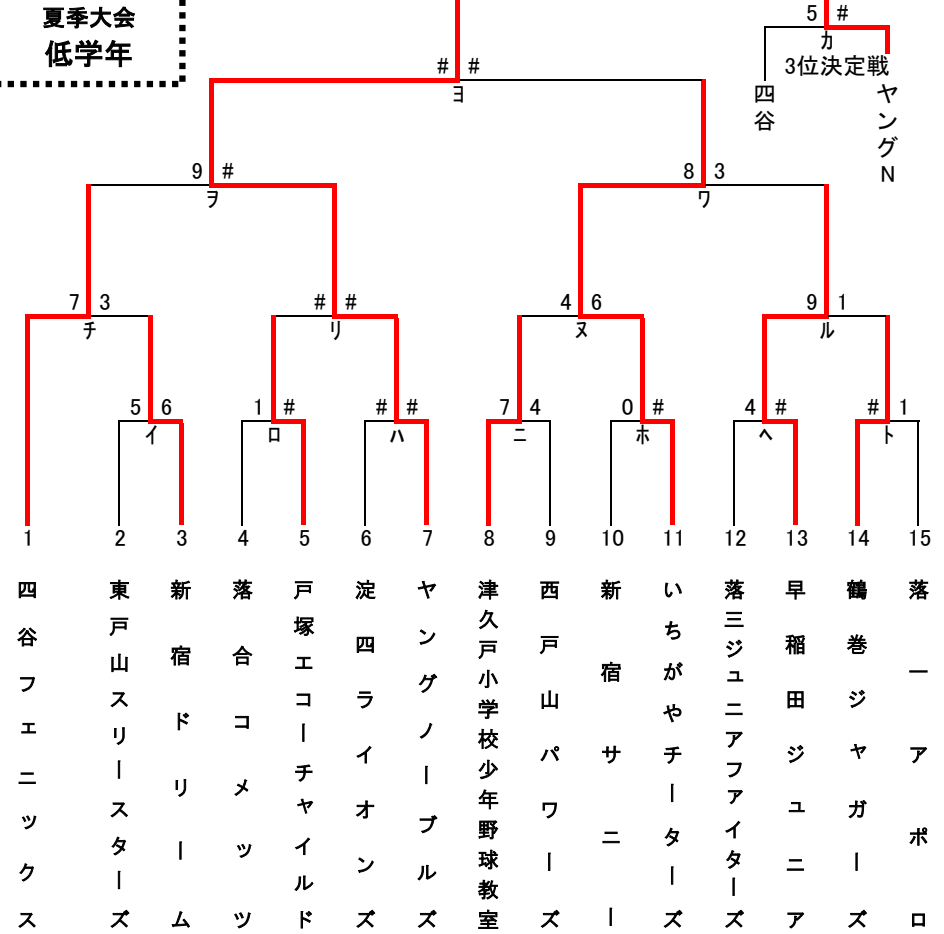 夏季大会
低学年
5 #
カ
3位決定戦
四谷
ヤングN
# #
ヨ
9 #
ヲ
8 3
ワ
7 3
チ
# #
リ
4 6
ヌ
9 1
ル
5 6
イ
1 #
ロ
# #
ハ
7 4
ニ
0 #
ホ
4 #
ヘ
# 1
ト
1 2 3 4 5 6 7 8 9 10 11 12 13 14 15
四谷フェニックス
東戸山スリースターズ
新宿ドリーム
落合コメッツ
戸塚エコーチャイルド
淀四ライオンズ
ヤングノーブルズ
津久戸小学校少年野球教室
西戸山パワーズ
新宿サニー
いちがやチーターズ
落三ジュニアファイターズ
早稲田ジュニア
鶴巻ジャガーズ
落一アポロ